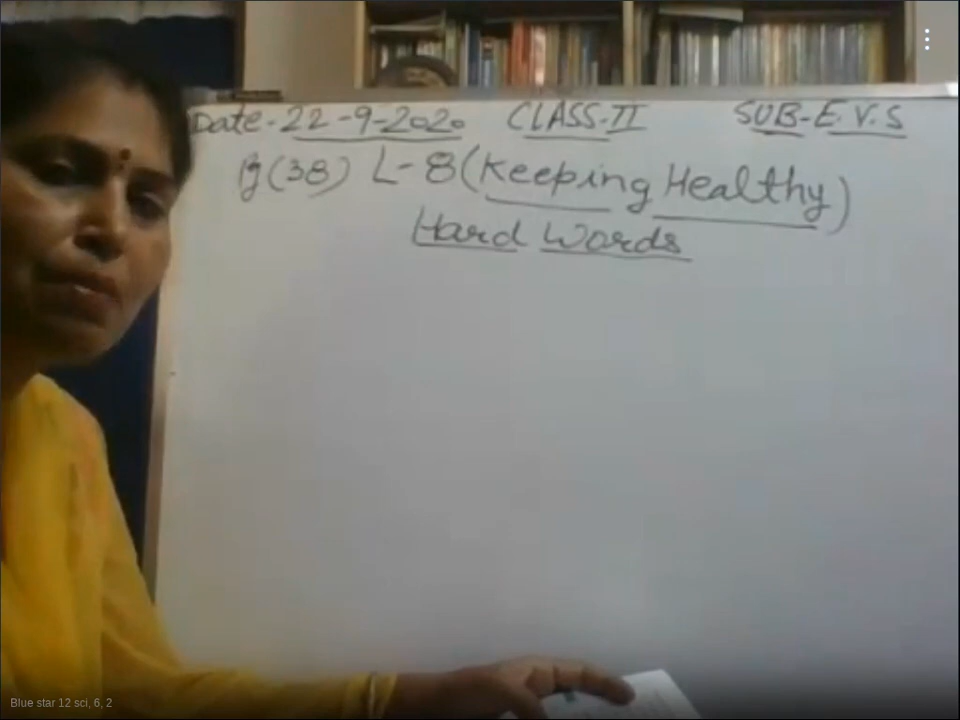 Date-22-9-2020 CLASS-II SUB-E.V.S
Pg(38) L-8(Keeping Healthy)
Hard Words
Blue star 12 sci, 6, 2